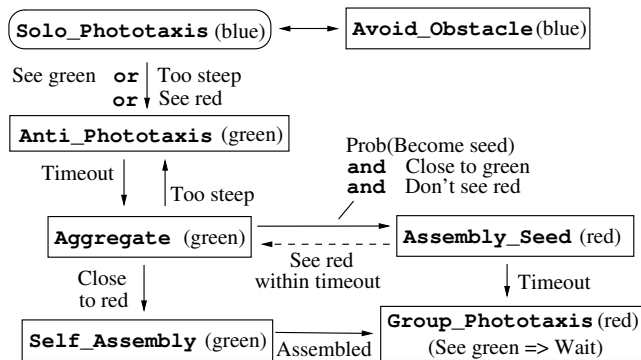 Solo_Phototaxis (blue)
Avoid_Obstacle (blue)
See green or Too steep
or See red
Anti_Phototaxis (green)
Timeout
Too steep
Prob(Become seed)
and Close to green
and Don't see red
Aggregate (green)
Assembly_Seed (red)
See red
within timeout
Close
to red
Timeout
Self_Assembly (green)
Assembled
Group_Phototaxis (red)
(See green => Wait)